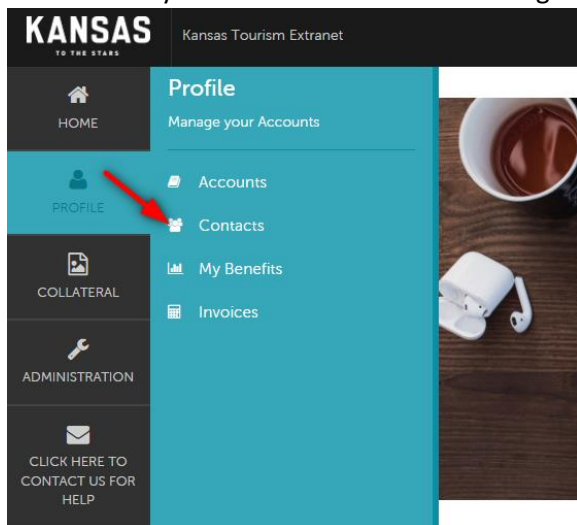 KANSAS
TO THE STARS
Kansas Tourism Extranet
HOME
PROFILE
COLLATERAL
ADMINISTRATION
CLICK HERE TO
CONTACT US FOR
HELP
Profile
Manage your Accounts
Accounts
Contacts
My Benefits
Invoices